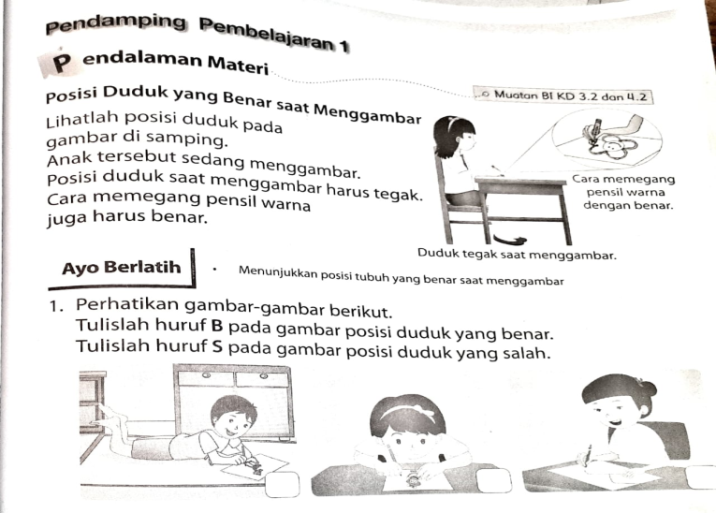 Pendamping Pembelajaran 1
Pendalaman Materi
Muatan BI KD 3.2 dan 4.2
Posisi Duduk yang Benar saat Menggambar
Lihatlah posisi duduk pada
gambar di samping.
Anak tersebut sedang menggambar.
Posisi duduk saat menggambar harus tegak.
Cara memegang pensil warna
juga harus benar.
Cara memegang
pensil warna
dengan benar.
Duduk tegak saat menggambar.
Ayo Berlatih
• Menunjukkan posisi tubuh yang benar saat menggambar
1. Perhatikan gambar-gambar berikut.
Tulislah huruf B pada gambar posisi duduk yang benar.
Tulislah huruf S pada gambar posisi duduk yang salah.